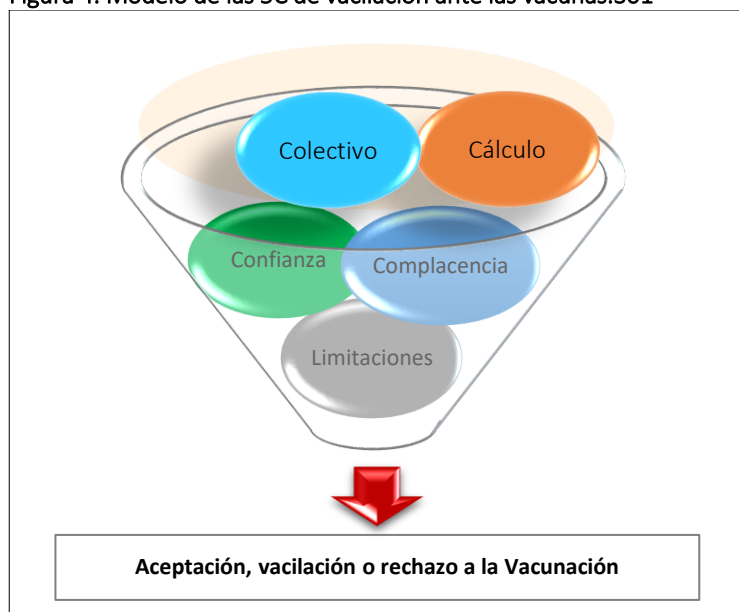 Figura 4. Modelo de las 5C de vacilación ante las vacunas.301
Colectivo
Cálculo
Confianza
Complacencia
Limitaciones
Aceptación, vacilación o rechazo a la Vacunación